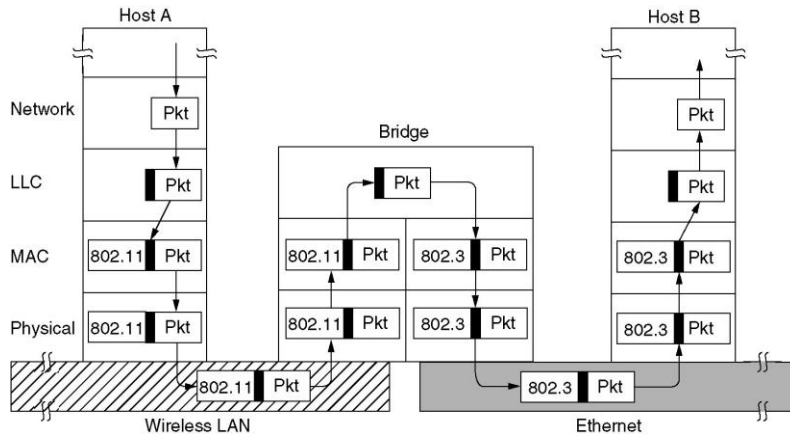 Host A
Host B
Network
Pkt
Pkt
Bridge
LLC
Pkt
Pkt
Pkt
MAC
802.11 Pkt
802.11 Pkt
802.3 Pkt
802.3 Pkt
Physical
802.11 Pkt
802.11 Pkt
802.3 Pkt
802.3 Pkt
802.11 Pkt
802.3 Pkt
Wireless LAN
Ethernet